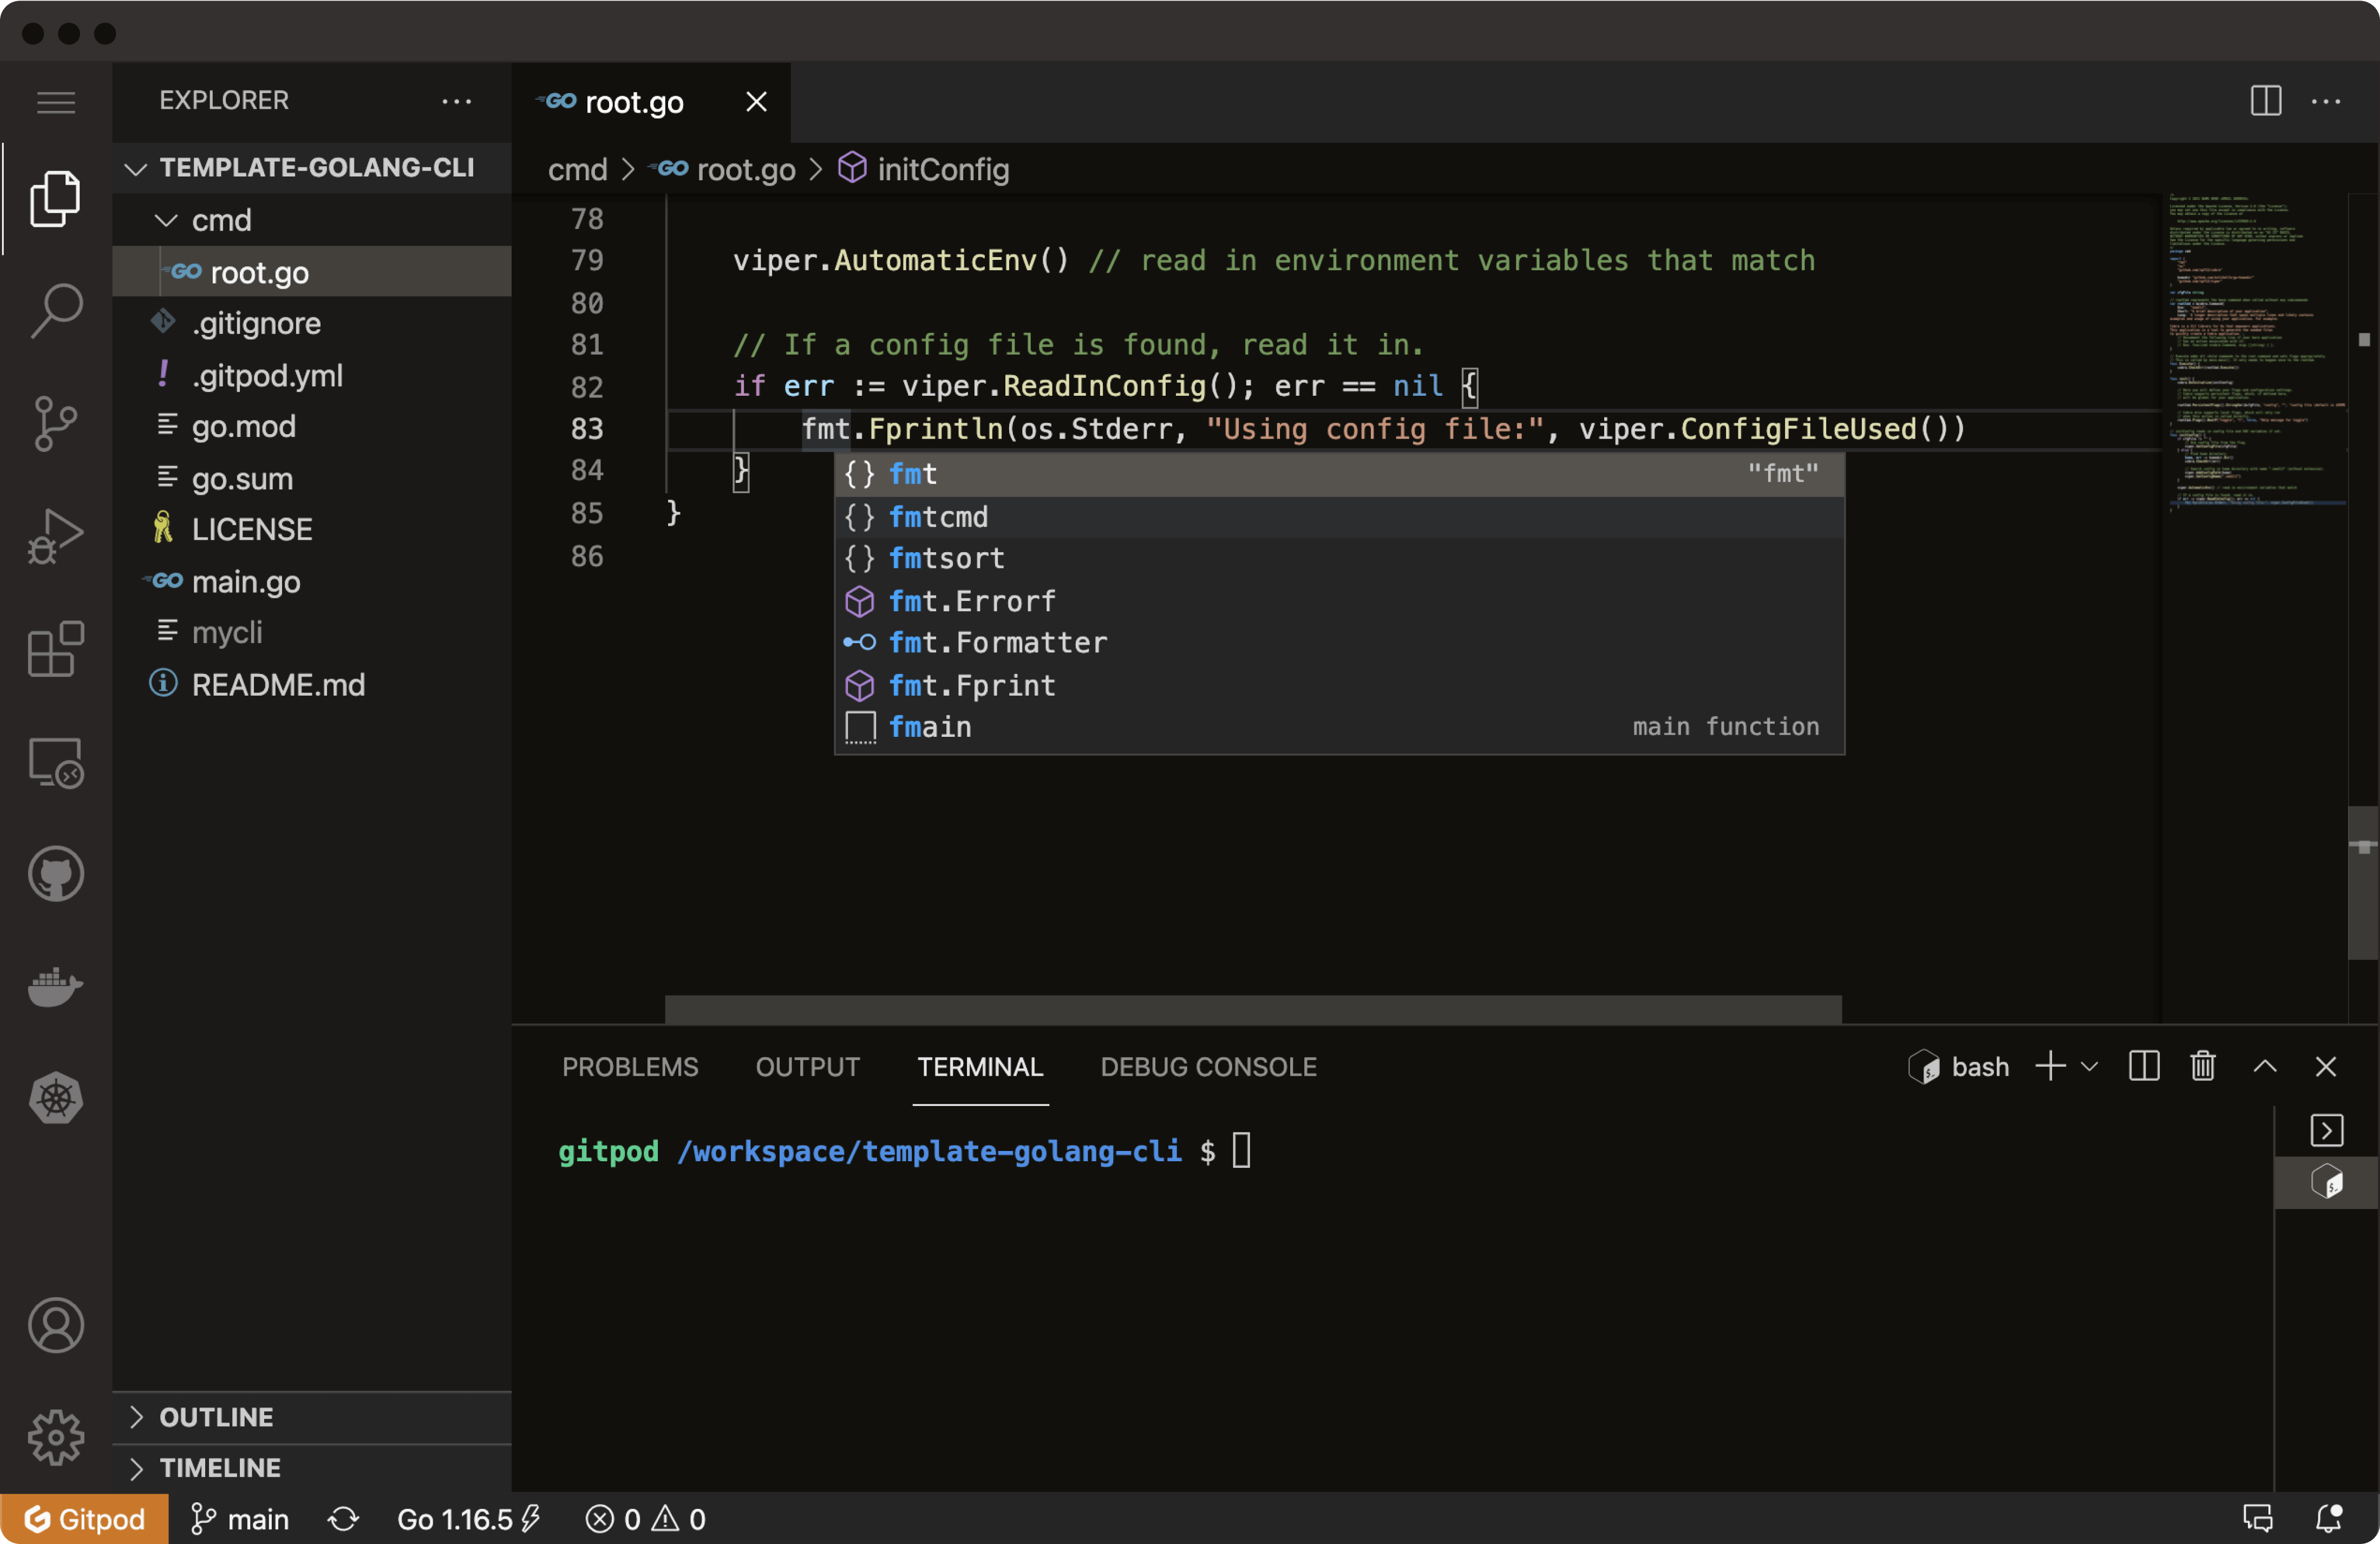 EXPLORER
TEMPLATE-GOLANG-CLI
cmd
root.go
.gitignore
.gitpod.yml
go.mod
go.sum
LICENSE
main.go
mycli
README.md
OUTLINE
TIMELINE
root.go
cmd > root.go > initConfig
78
79 viper.AutomaticEnv() // read in environment variables that match
80
81 // If a config file is found, read it in.
82 if err := viper.ReadInConfig(); err == nil {
83 fmt.Fprintln(os.Stderr, "Using config file:", viper.ConfigFileUsed())
84 }
85 }
86
{} fmt "fmt"
{} fmtcmd
{} fmtsort
fmt.Errorf
fmt.Formatter
fmt.Fprint
fmain main function
PROBLEMS OUTPUT TERMINAL DEBUG CONSOLE bash
gitpod /workspace/template-golang-cli $
Gitpod main Go 1.16.5 0 0